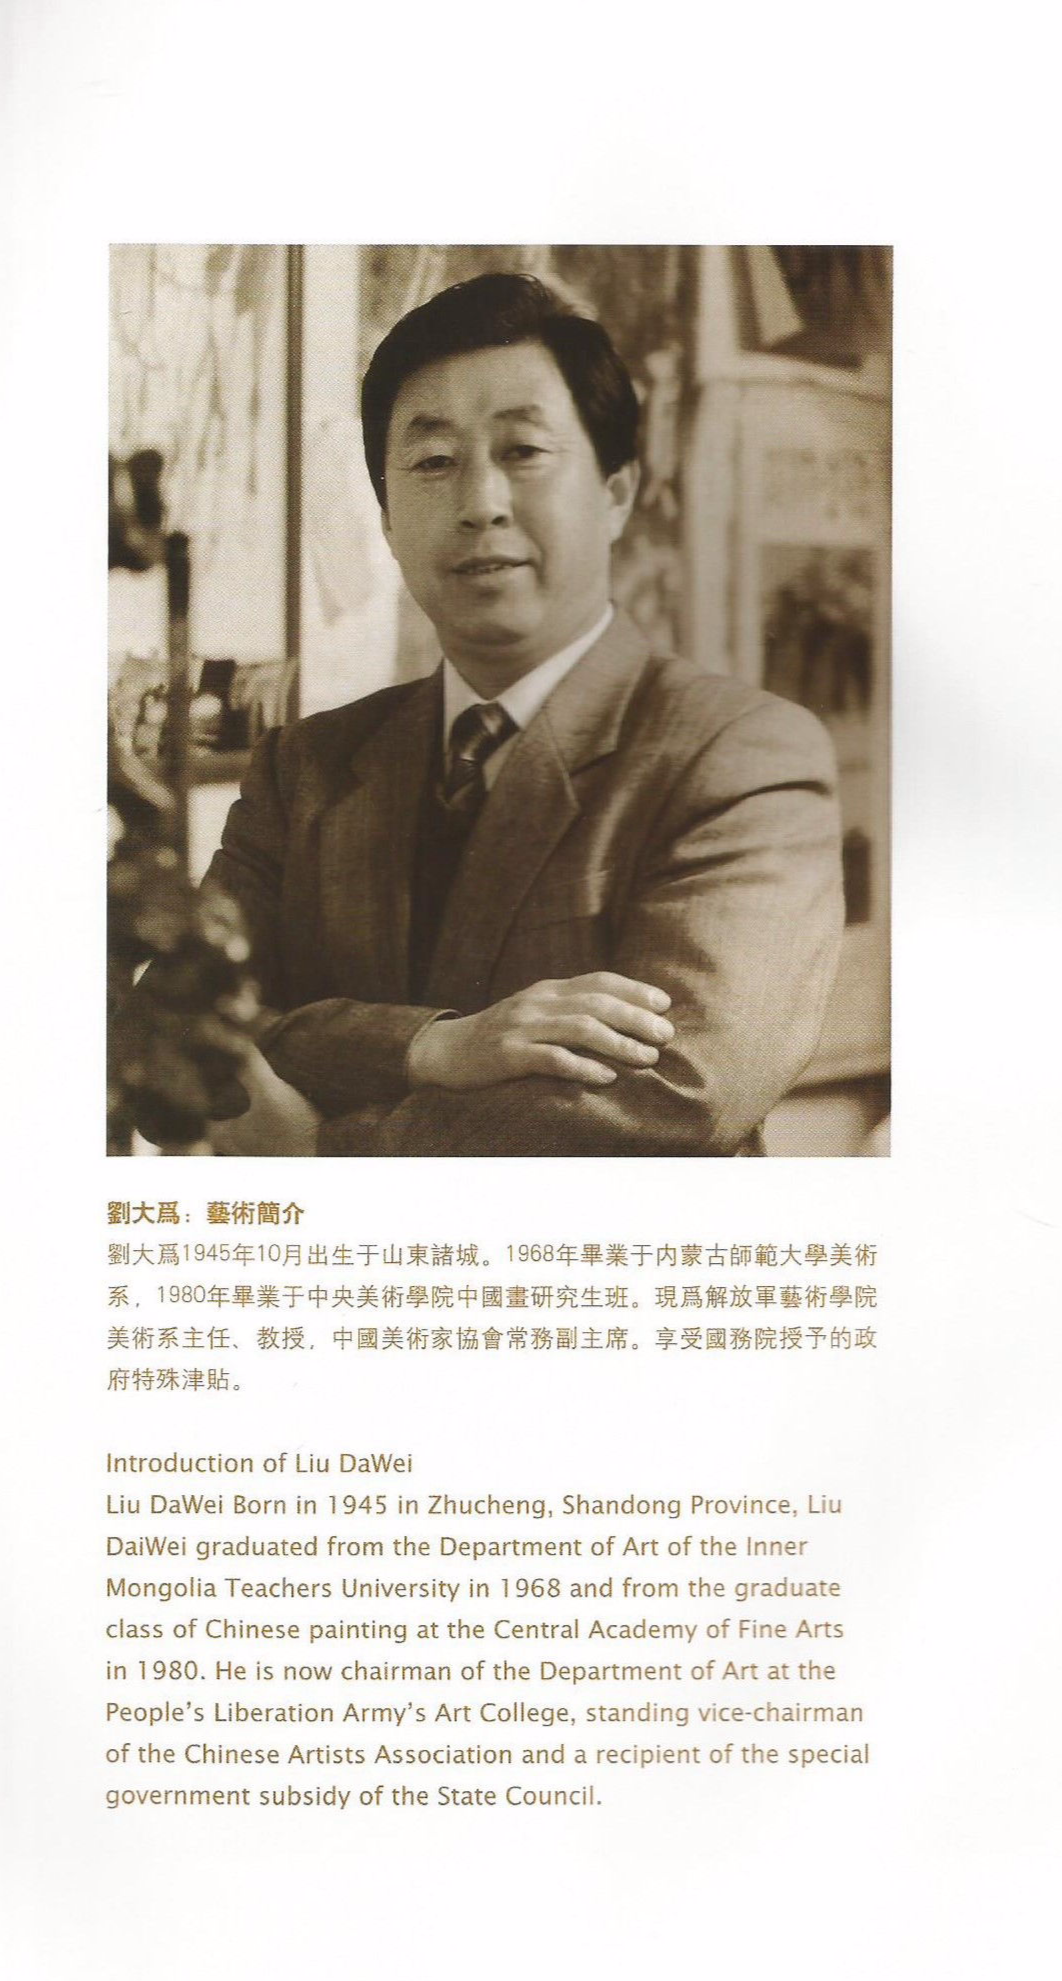 劉大爲：藝術簡介
劉大爲1945年10月出生于山東諸城。1968年畢業于内蒙古師範大學美術
系，1980年畢業于中央美術學院中國畫研究生班。現爲解放軍藝術學院
美術系主任、教授，中國美術家協會常務副主席。享受國務院授予的政
府特殊津貼。
Introduction of Liu DaWei
Liu DaWei Born in 1945 in Zhucheng, Shandong Province, Liu
DaiWei graduated from the Department of Art of the Inner
Mongolia Teachers University in 1968 and from the graduate
class of Chinese painting at the Central Academy of Fine Arts
in 1980. He is now chairman of the Department of Art at the
People’s Liberation Army’s Art College, standing vice-chairman
of the Chinese Artists Association and a recipient of the special
government subsidy of the State Council.